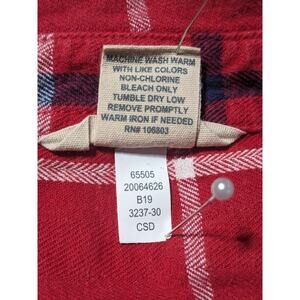 MACHINE WASH WARM
WITH LIKE COLORS
NON-CHLORINE
BLEACH ONLY
TUMBLE DRY LOW
REMOVE PROMPTLY
WARM IRON IF NEEDED
RN# 106803
65505
20064626
B19
3237-30
CSD